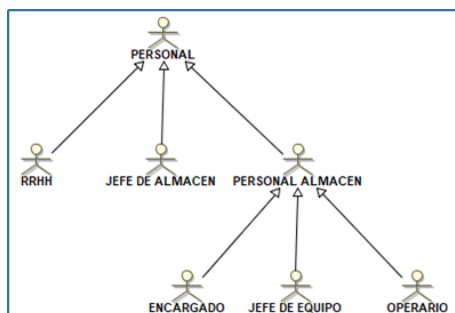 PERSONAL
RRHH
JEFE DE ALMACEN
PERSONAL ALMACEN
ENCARGADO
JEFE DE EQUIPO
OPERARIO